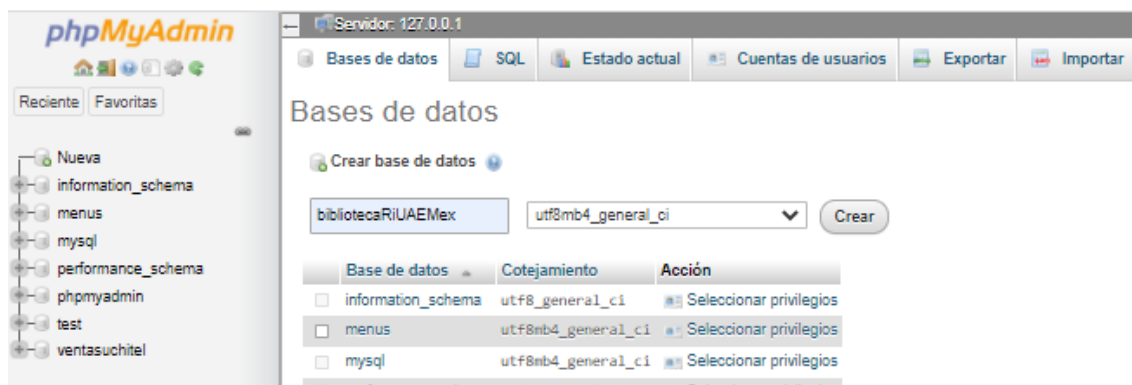 phpMyAdmin
Reciente Favoritas
Nueva
information_schema
menus
mysql
performance_schema
phpmyadmin
test
ventasuchitel
Servidor: 127.0.0.1
Bases de datos SQL Estado actual Cuentas de usuarios Exportar Importar
Bases de datos
Crear base de datos
bibliotecaRiUAEMex utf8mb4_general_ci Crear
Base de datos Cotejamiento Acción
information_schema utf8_general_ci Seleccionar privilegios
menus utf8mb4_general_ci Seleccionar privilegios
mysql utf8mb4_general_ci Seleccionar privilegios